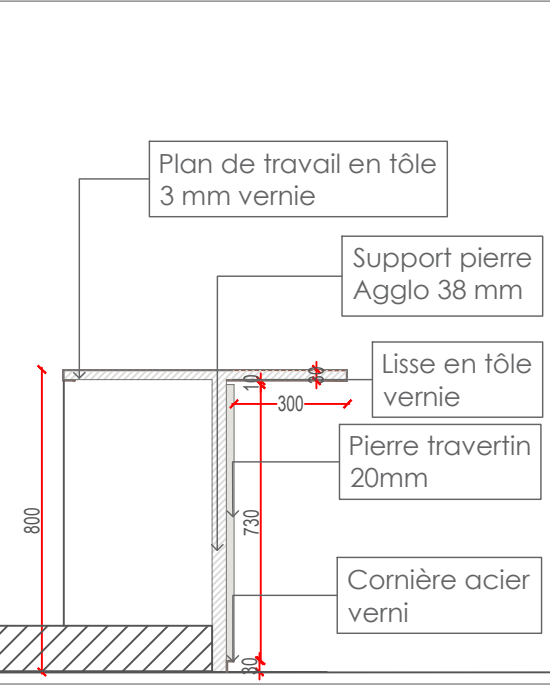 Plan de travail en tôle
3 mm vernie
Support pierre
Agglo 38 mm
Lisse en tôle
vernie
10
300
Pierre travertin
20mm
800
730
Cornière acier
verni
30